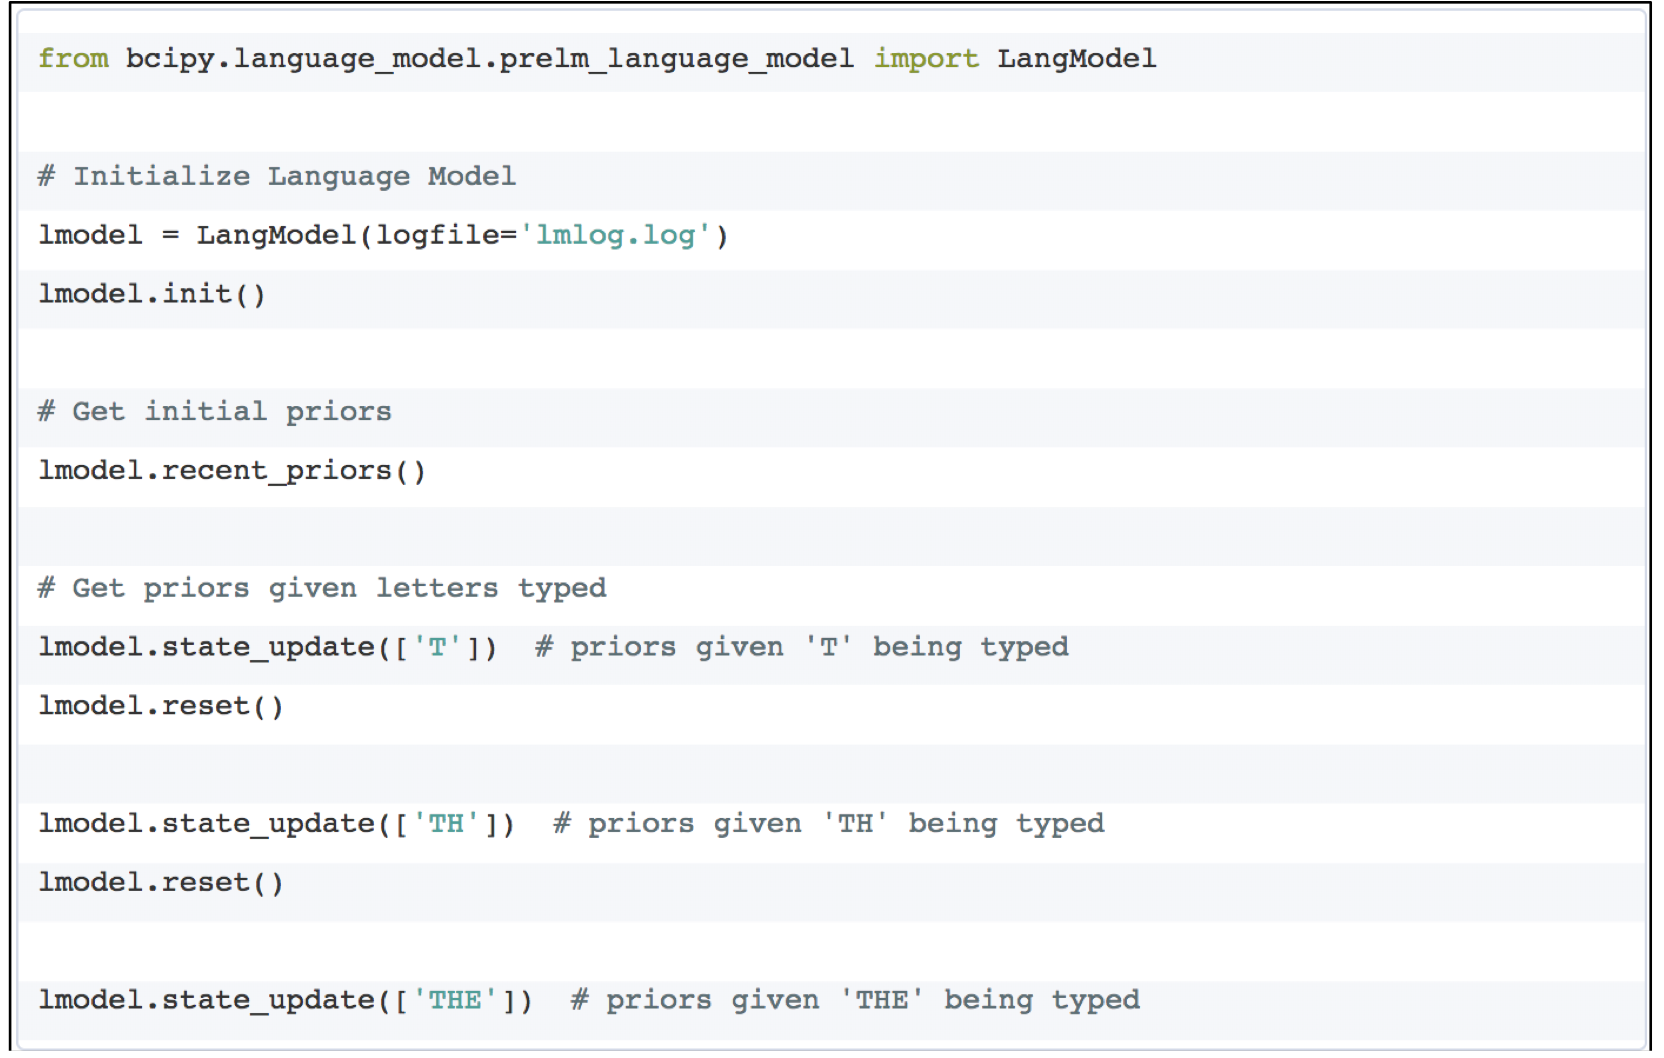 from bcipy.language_model.prelm_language_model import LangModel
# Initialize Language Model
lmodel = LangModel(logfile='lmlog.log')
lmodel.init()
# Get initial priors
lmodel.recent_priors()
# Get priors given letters typed
lmodel.state_update(['T'])  # priors given 'T' being typed
lmodel.reset()
lmodel.state_update(['TH'])  # priors given 'TH' being typed
lmodel.reset()
lmodel.state_update(['THE'])  # priors given 'THE' being typed